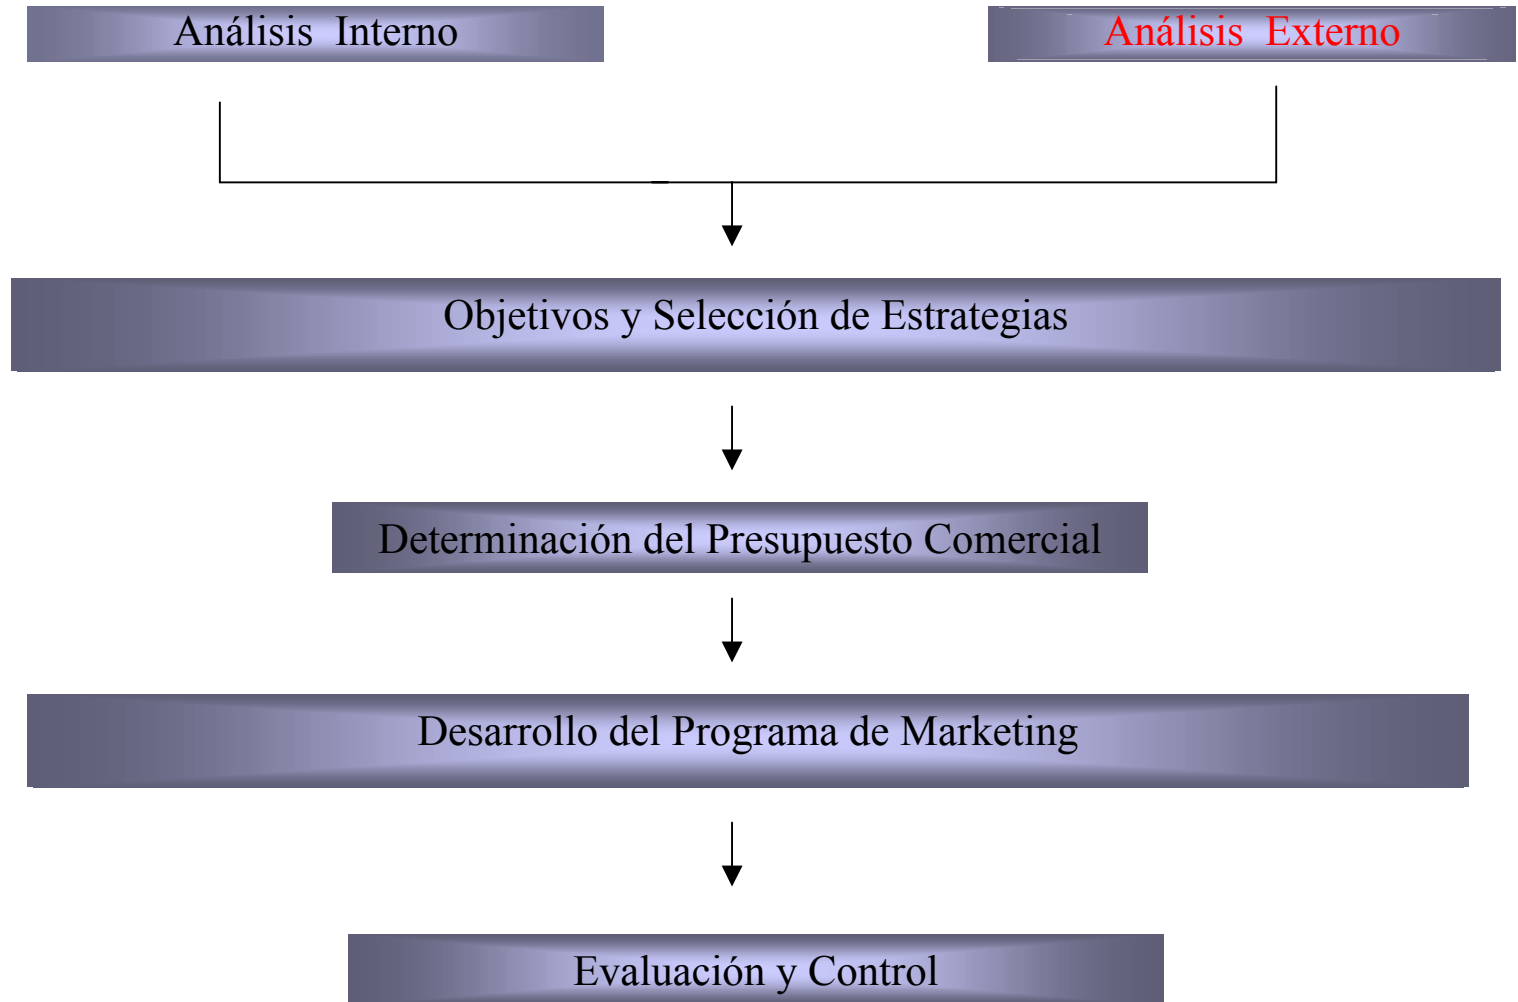 Análisis Interno
Análisis Externo
Objetivos y Selección de Estrategias
Determinación del Presupuesto Comercial
Desarrollo del Programa de Marketing
Evaluación y Control